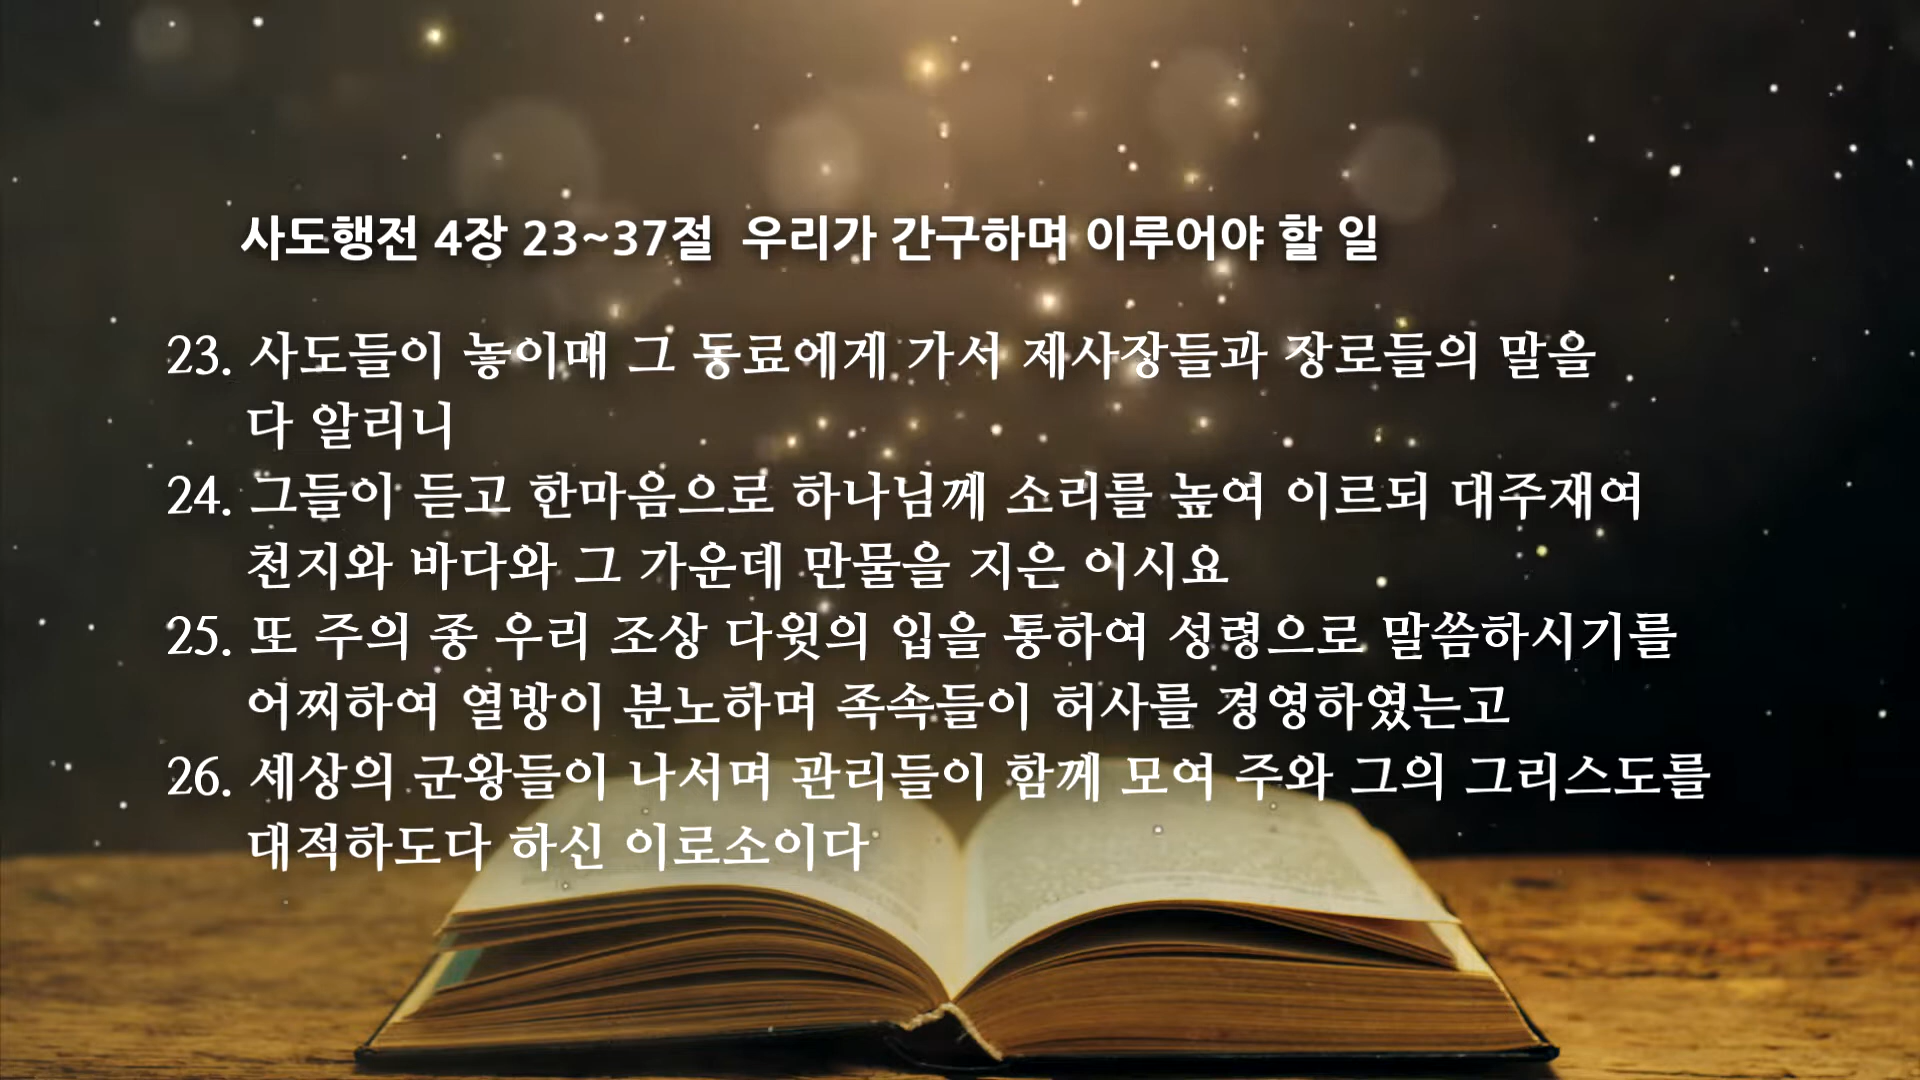 사도행전 4장 23~37절  우리가 간구하며 이루어야 할 일
23. 사도들이 놓이매 그 동료에게 가서 제사장들과 장로들의 말을
다 알리니
24. 그들이 듣고 한마음으로 하나님께 소리를 높여 이르되 대주재여
천지와 바다와 그 가운데 만물을 지은 이시요
25. 또 주의 종 우리 조상 다윗의 입을 통하여 성령으로 말씀하시기를
어찌하여 열방이 분노하며 족속들이 허사를 경영하였는고
26. 세상의 군왕들이 나서며 관리들이 함께 모여 주와 그의 그리스도를
대적하도다 하신 이로소이다